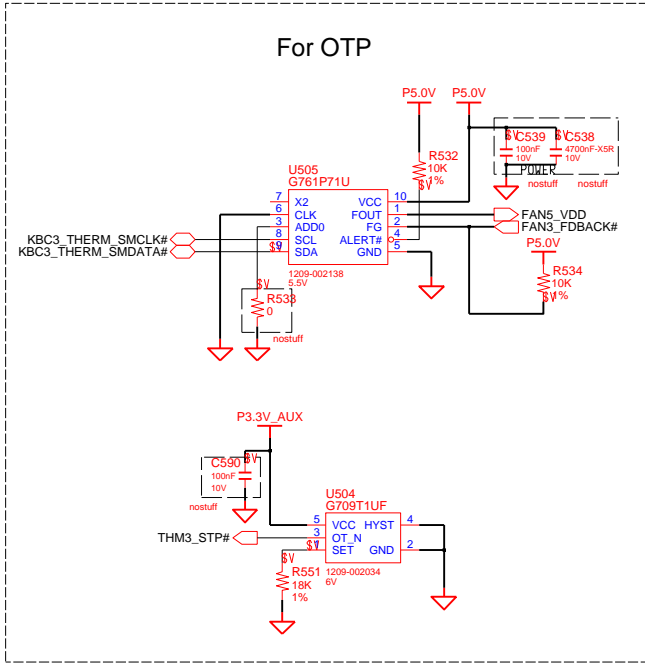 For OTP
P5.0V P5.0V
$V $V
C539 C538
100nF 4700nF-X5R
10V 10V
POWER
nostuff nostuff
R532
10K
1%
$V
U505
G761P71U
7 X2 VCC 10
6 CLK FOUT 1
3 ADD0 FG 2
8 SCL ALERT# 4
9 SDA GND 5
$V
KBC3_THERM_SMCLK#
KBC3_THERM_SMDATA#
FAN5_VDD
FAN3_FDBACK#
1209-002138
5.5V
P5.0V
R534
10K
1%
$V
$V
R533
0
nostuff
P3.3V_AUX
$V
C590
100nF
10V
nostuff
U504
G709T1UF
5 VCC HYST 4
3 OT_N
SET GND 2
$V
THM3_STP#
1209-002034
6V
$V
R551
18K
1%